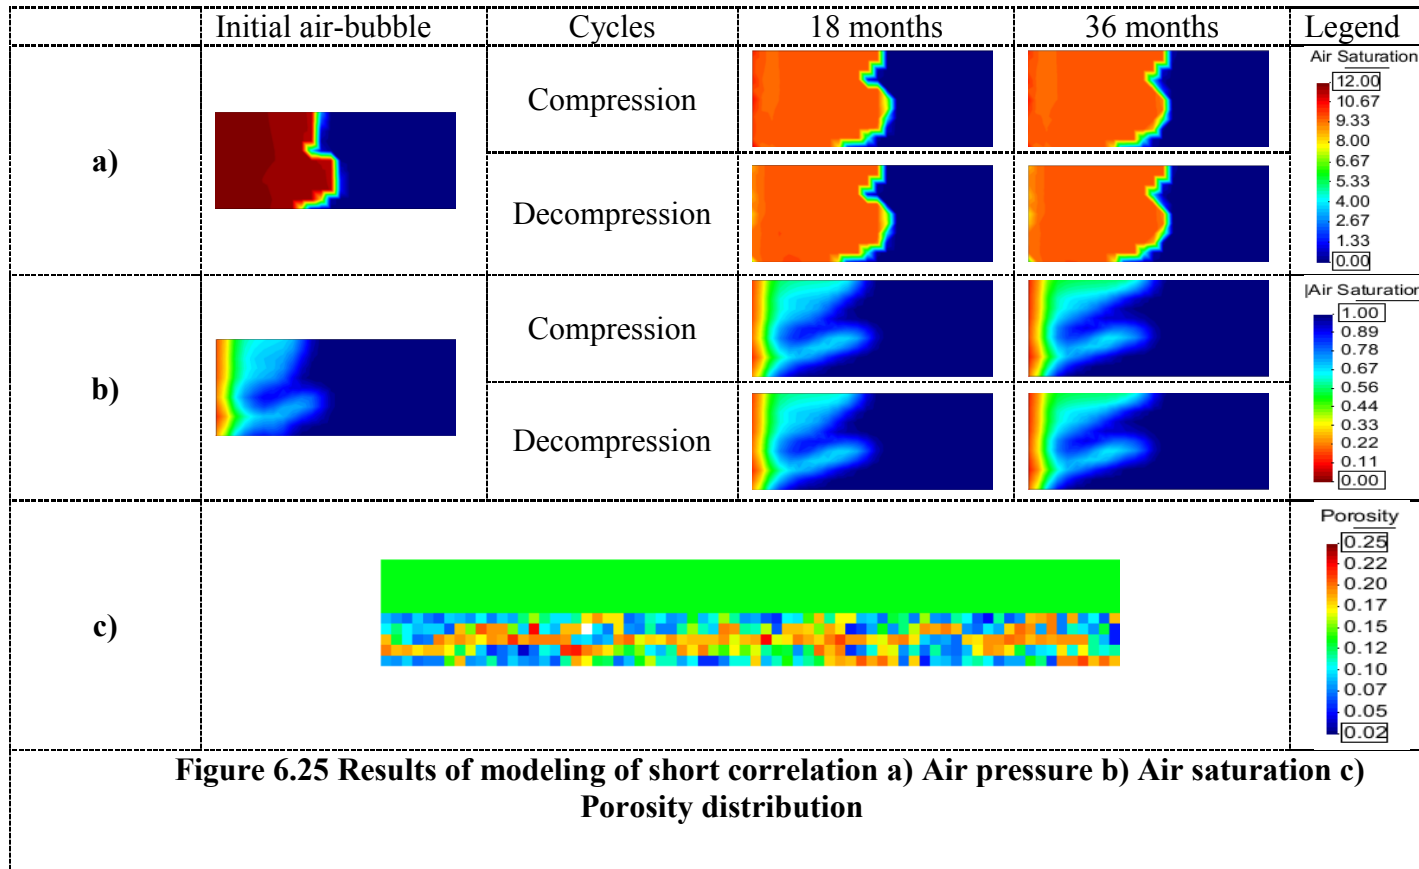 Initial air-bubble Cycles 18 months 36 months Legend
a)
Compression
Decompression
Air Saturation
12.00
10.67
9.33
8.00
6.67
5.33
4.00
2.67
1.33
0.00
b)
Compression
Decompression
|Air Saturation
1.00
0.89
0.78
0.67
0.56
0.44
0.33
0.22
0.11
0.00
c)
Porosity
0.25
0.22
0.20
0.17
0.15
0.12
0.10
0.07
0.05
0.02
Figure 6.25 Results of modeling of short correlation a) Air pressure b) Air saturation c)
Porosity distribution